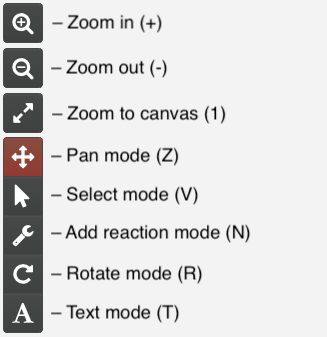 – Zoom in (+)
– Zoom out (-)
– Zoom to canvas (1)
– Pan mode (Z)
– Select mode (V)
– Add reaction mode (N)
– Rotate mode (R)
A – Text mode (T)